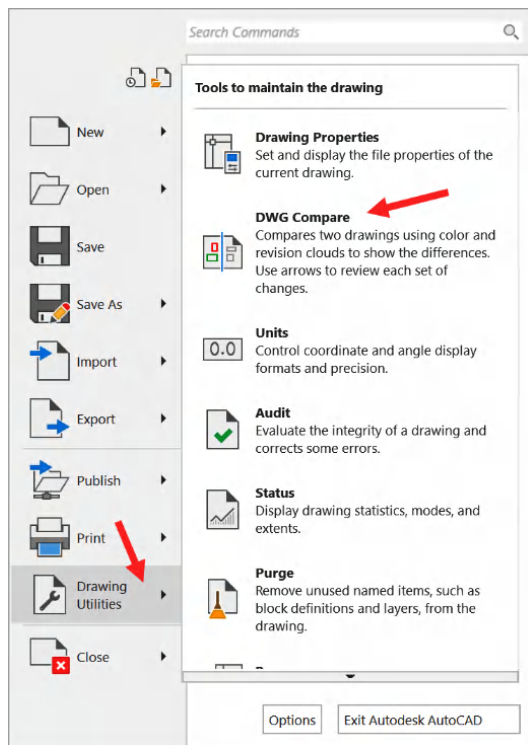 Search Commands
Tools to maintain the drawing
New
Open
Save
Save As
Import
Export
Publish
Print
Drawing
Utilities
Close
Drawing Properties
Set and display the file properties of the
current drawing.
DWG Compare
Compares two drawings using color and
revision clouds to show the differences.
Use arrows to review each set of
changes.
Units
0.0
Control coordinate and angle display
formats and precision.
Audit
Evaluate the integrity of a drawing and
corrects some errors.
Status
Display drawing statistics, modes, and
extents.
Purge
Remove unused named items, such as
block definitions and layers, from the
drawing.
Options
Exit Autodesk AutoCAD